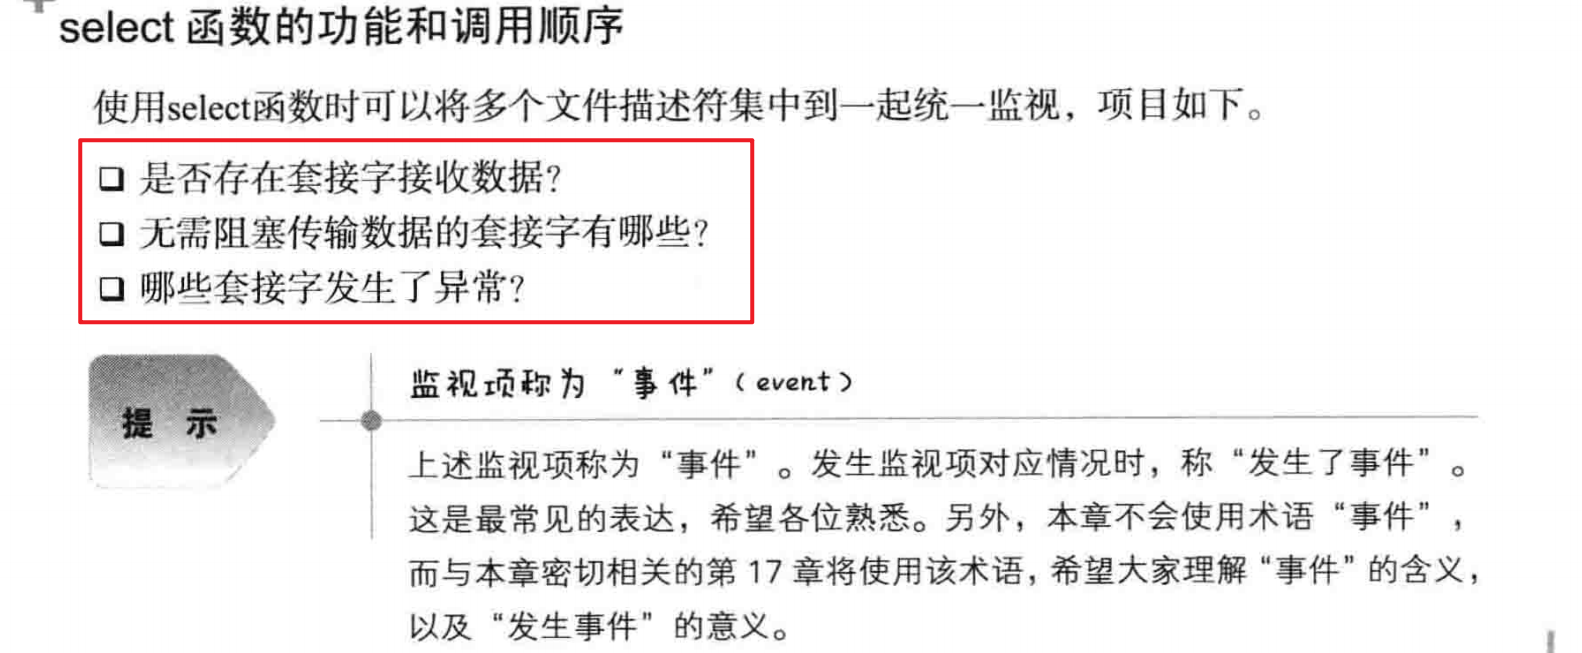 select 函数的功能和调用顺序
使用select函数时可以将多个文件描述符集中到一起统一监视，项目如下。
❑ 是否存在套接字接收数据?
❑ 无需阻塞传输数据的套接字有哪些?
❑ 哪些套接字发生了异常?
提 示
监视项称为“事件”(event)
上述监视项称为“事件”。发生监视项对应情况时，称“发生了事件”。
这是最常见的表达，希望各位熟悉。另外，本章不会使用术语“事件”，
而与本章密切相关的第 17 章将使用该术语，希望大家理解“事件”的含义，
以及“发生事件”的意义。